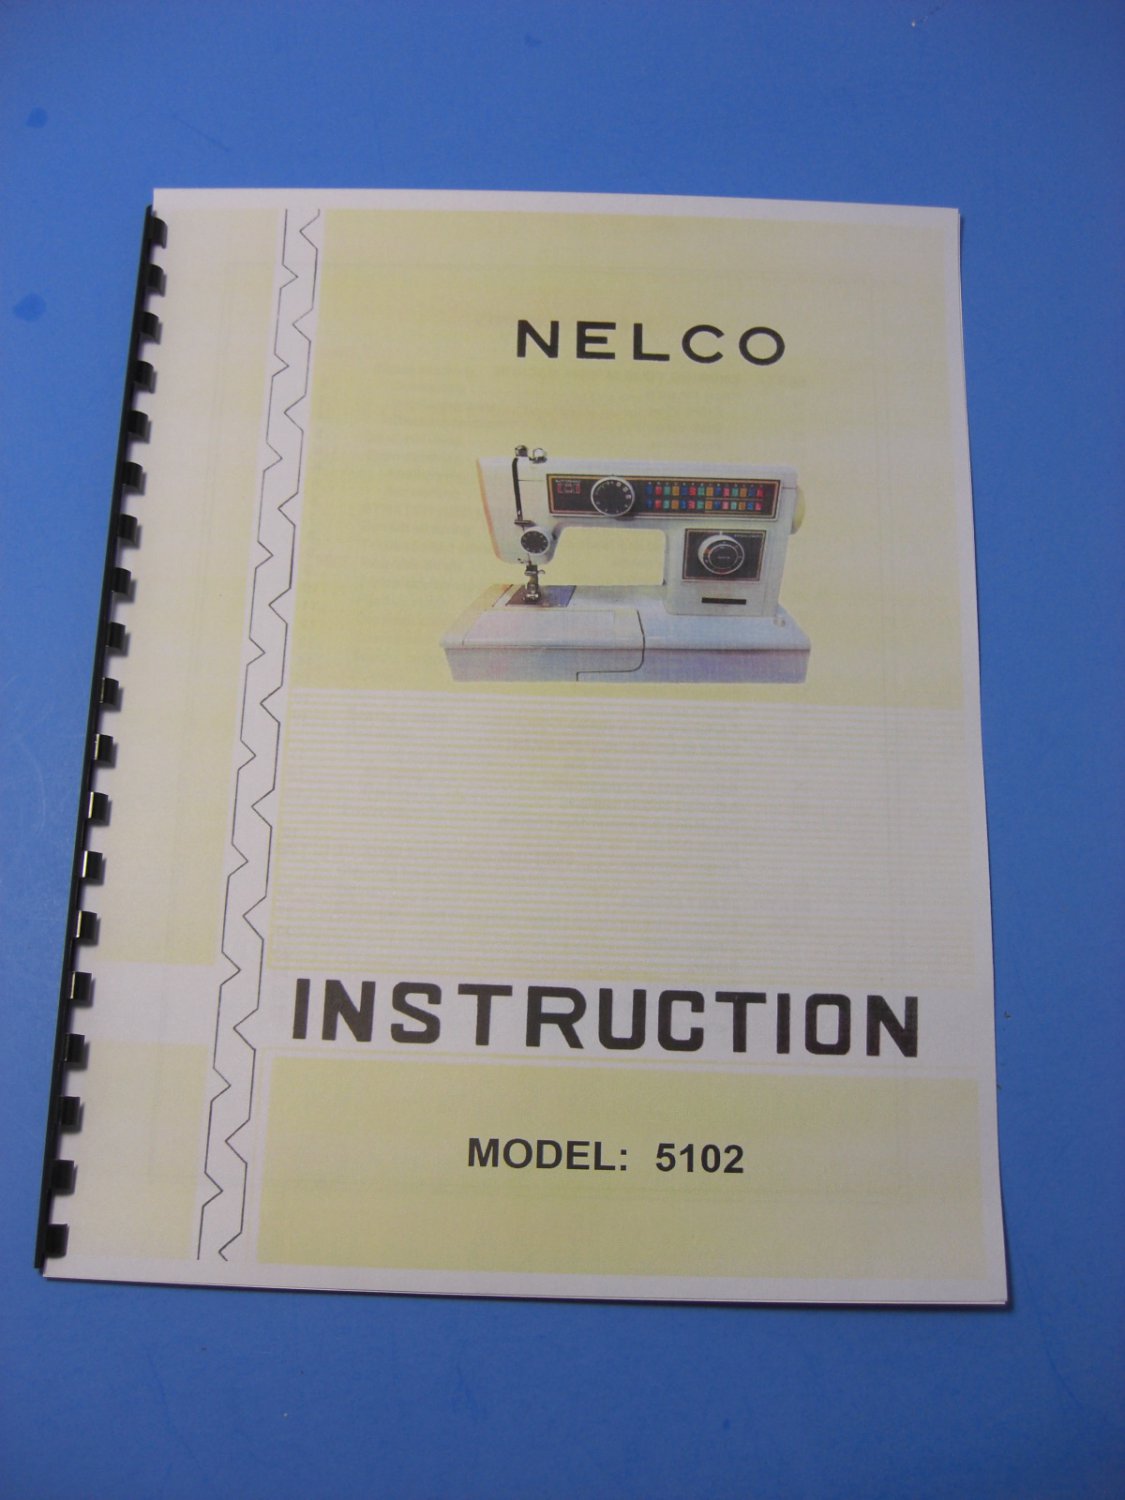 NELCO
INSTRUCTION
MODEL: 5102